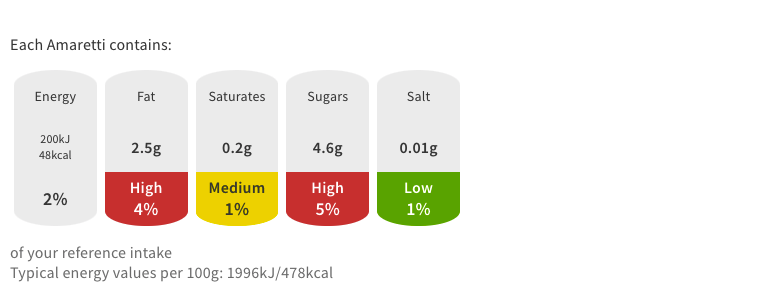 Each Amaretti contains:
Energy
200kJ
48kcal
2%
Fat
2.5g
High
4%
Saturates
0.2g
Medium
1%
Sugars
4.6g
High
5%
Salt
0.01g
Low
1%
of your reference intake
Typical energy values per 100g: 1996kJ/478kcal